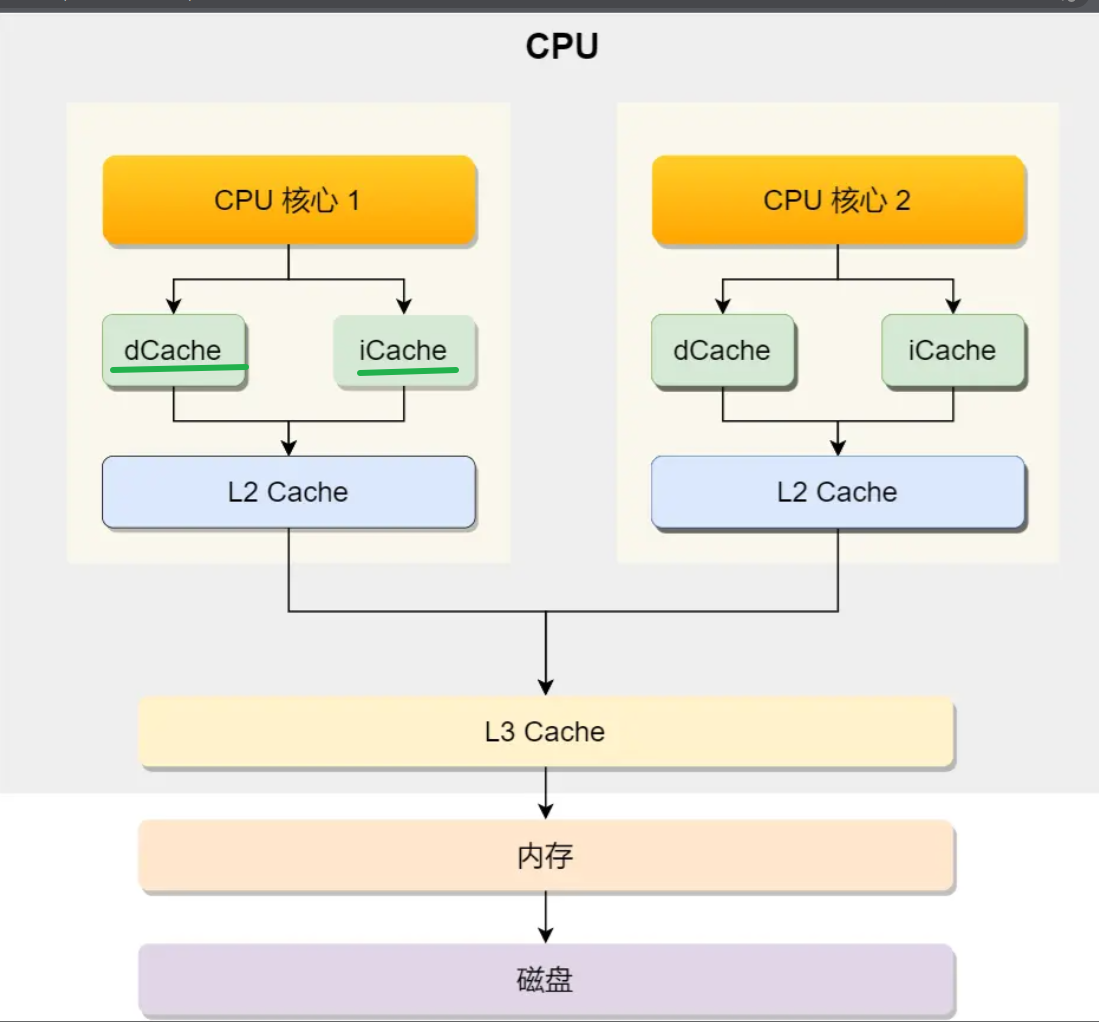 CPU
CPU 核心 1
CPU 核心 2
dCache
iCache
dCache
iCache
L2 Cache
L2 Cache
L3 Cache
内存
磁盘